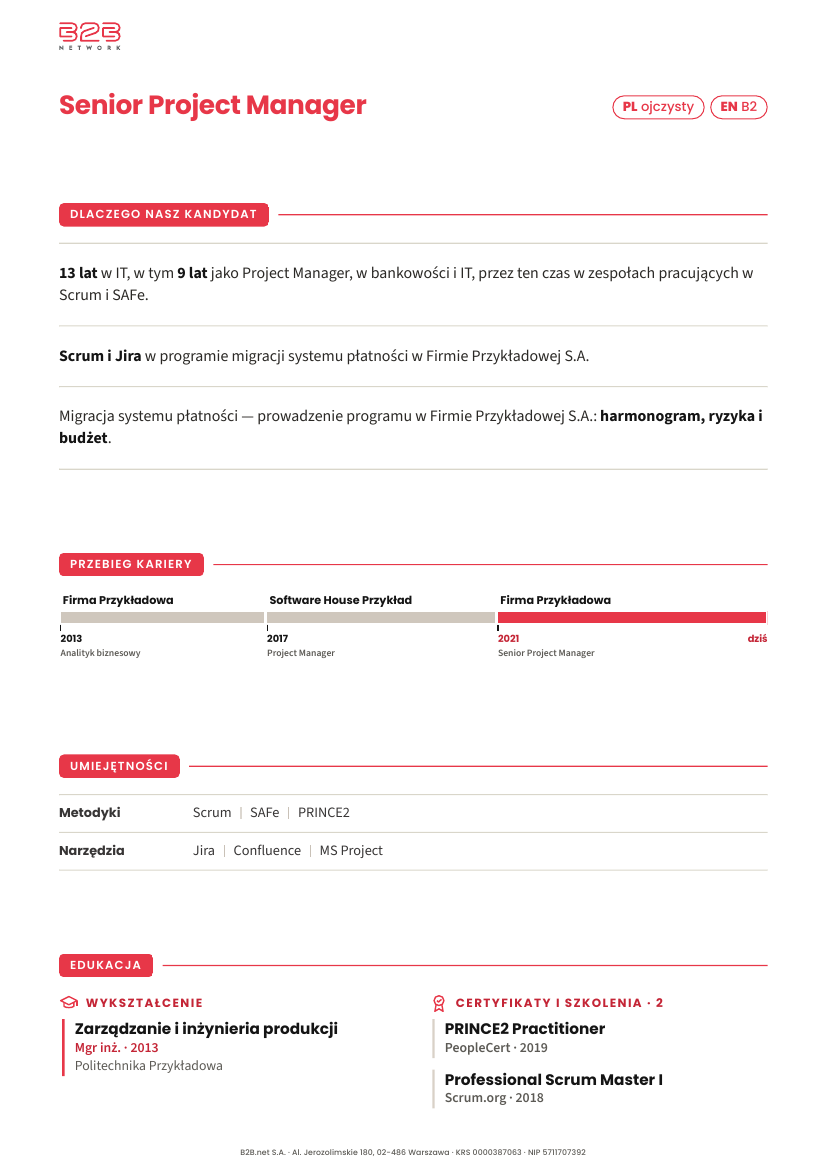 B2B
NETWORK
Senior Project Manager
PL ojczysty
EN B2
DLACZEGO NASZ KANDYDAT
13 lat w IT, w tym 9 lat jako Project Manager, w bankowości i IT, przez ten czas w zespołach pracujących w
Scrum i SAFe.
Scrum i Jira w programie migracji systemu płatności w Firmie Przykładowej S.A.
Migracja systemu płatności — prowadzenie programu w Firmie Przykładowej S.A.: harmonogram, ryzyka i
budżet.
PRZEBIEG KARIERY
Firma Przykładowa
Software House Przykład
Firma Przykładowa
2013
2017
2021
dziś
Analityk biznesowy
Project Manager
Senior Project Manager
UMIEJĘTNOŚCI
Metodyki
Scrum | SAFe | PRINCE2
Narzędzia
Jira | Confluence | MS Project
EDUKACJA
WYKSZTAŁCENIE
Zarządzanie i inżynieria produkcji
Mgr inż. · 2013
Politechnika Przykładowa
CERTYFIKATY I SZKOLENIA · 2
PRINCE2 Practitioner
PeopleCert · 2019
Professional Scrum Master I
Scrum.org · 2018
B2B.net S.A. · Al. Jerozolimskie 180, 02-486 Warszawa · KRS 0000387063 · NIP 5711707392